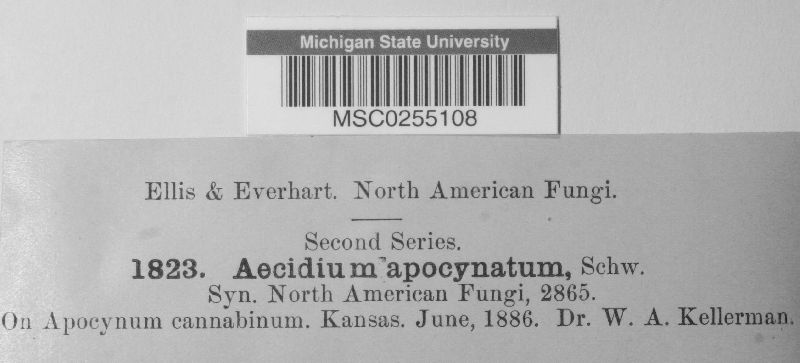 Michigan State University
MSC0255108
Ellis & Everhart. North American Fungi.
Second Series.
1823. Aecidium apocynatum, Schw.
Syn. North American Fungi, 2865.
On Apocynum cannabinum. Kansas. June, 1886. Dr. W. A. Kellerman.